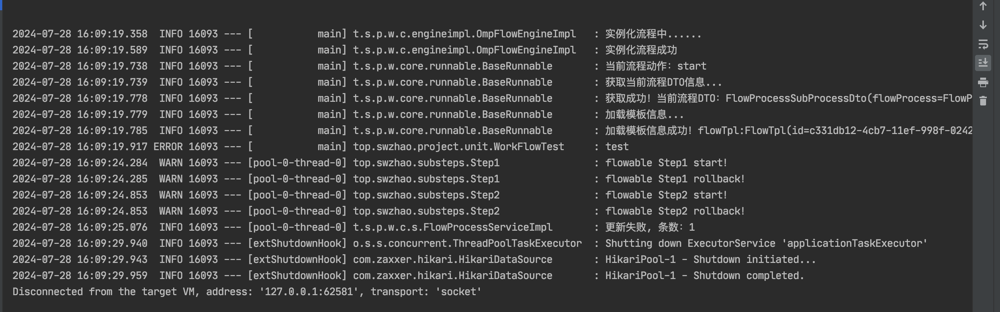 2024-07-28 16:09:19.358  INFO 16093 --- [           main] t.s.p.w.c.engineimpl.OmpFlowEngineImpl   : 实例化流程中......
2024-07-28 16:09:19.589  INFO 16093 --- [           main] t.s.p.w.c.engineimpl.OmpFlowEngineImpl   : 实例化流程成功
2024-07-28 16:09:19.738  INFO 16093 --- [           main] t.s.p.w.core.runnable.BaseRunnable       : 当前流程动作：start
2024-07-28 16:09:19.739  INFO 16093 --- [           main] t.s.p.w.core.runnable.BaseRunnable       : 获取当前流程DTO信息...
2024-07-28 16:09:19.778  INFO 16093 --- [           main] t.s.p.w.core.runnable.BaseRunnable       : 获取成功！当前流程DTO：FlowProcessSubProcessDto(flowProcess=FlowP
2024-07-28 16:09:19.779  INFO 16093 --- [           main] t.s.p.w.core.runnable.BaseRunnable       : 加载模板信息...
2024-07-28 16:09:19.785  INFO 16093 --- [           main] t.s.p.w.core.runnable.BaseRunnable       : 加载模板信息成功！flowTpl:FlowTpl(id=c331db12-4cb7-11ef-998f-0242
2024-07-28 16:09:19.917 ERROR 16093 --- [           main] top.swzhao.project.unit.WorkFlowTest     : test
2024-07-28 16:09:24.284  WARN 16093 --- [pool-0-thread-0] top.swzhao.substeps.Step1                : flowable Step1 start!
2024-07-28 16:09:24.285  WARN 16093 --- [pool-0-thread-0] top.swzhao.substeps.Step1                : flowable Step1 rollback!
2024-07-28 16:09:24.853  WARN 16093 --- [pool-0-thread-0] top.swzhao.substeps.Step2                : flowable Step2 start!
2024-07-28 16:09:24.853  WARN 16093 --- [pool-0-thread-0] top.swzhao.substeps.Step2                : flowable Step2 rollback!
2024-07-28 16:09:25.076  INFO 16093 --- [pool-0-thread-0] t.s.p.w.c.s.FlowProcessServiceImpl       : 更新失败，条数：1
2024-07-28 16:09:29.940  INFO 16093 --- [extShutdownHook] o.s.s.concurrent.ThreadPoolTaskExecutor  : Shutting down ExecutorService 'applicationTaskExecutor'
2024-07-28 16:09:29.943  INFO 16093 --- [extShutdownHook] com.zaxxer.hikari.HikariDataSource       : HikariPool-1 - Shutdown initiated...
2024-07-28 16:09:29.959  INFO 16093 --- [extShutdownHook] com.zaxxer.hikari.HikariDataSource       : HikariPool-1 - Shutdown completed.
Disconnected from the target VM, address: '127.0.0.1:62581', transport: 'socket'